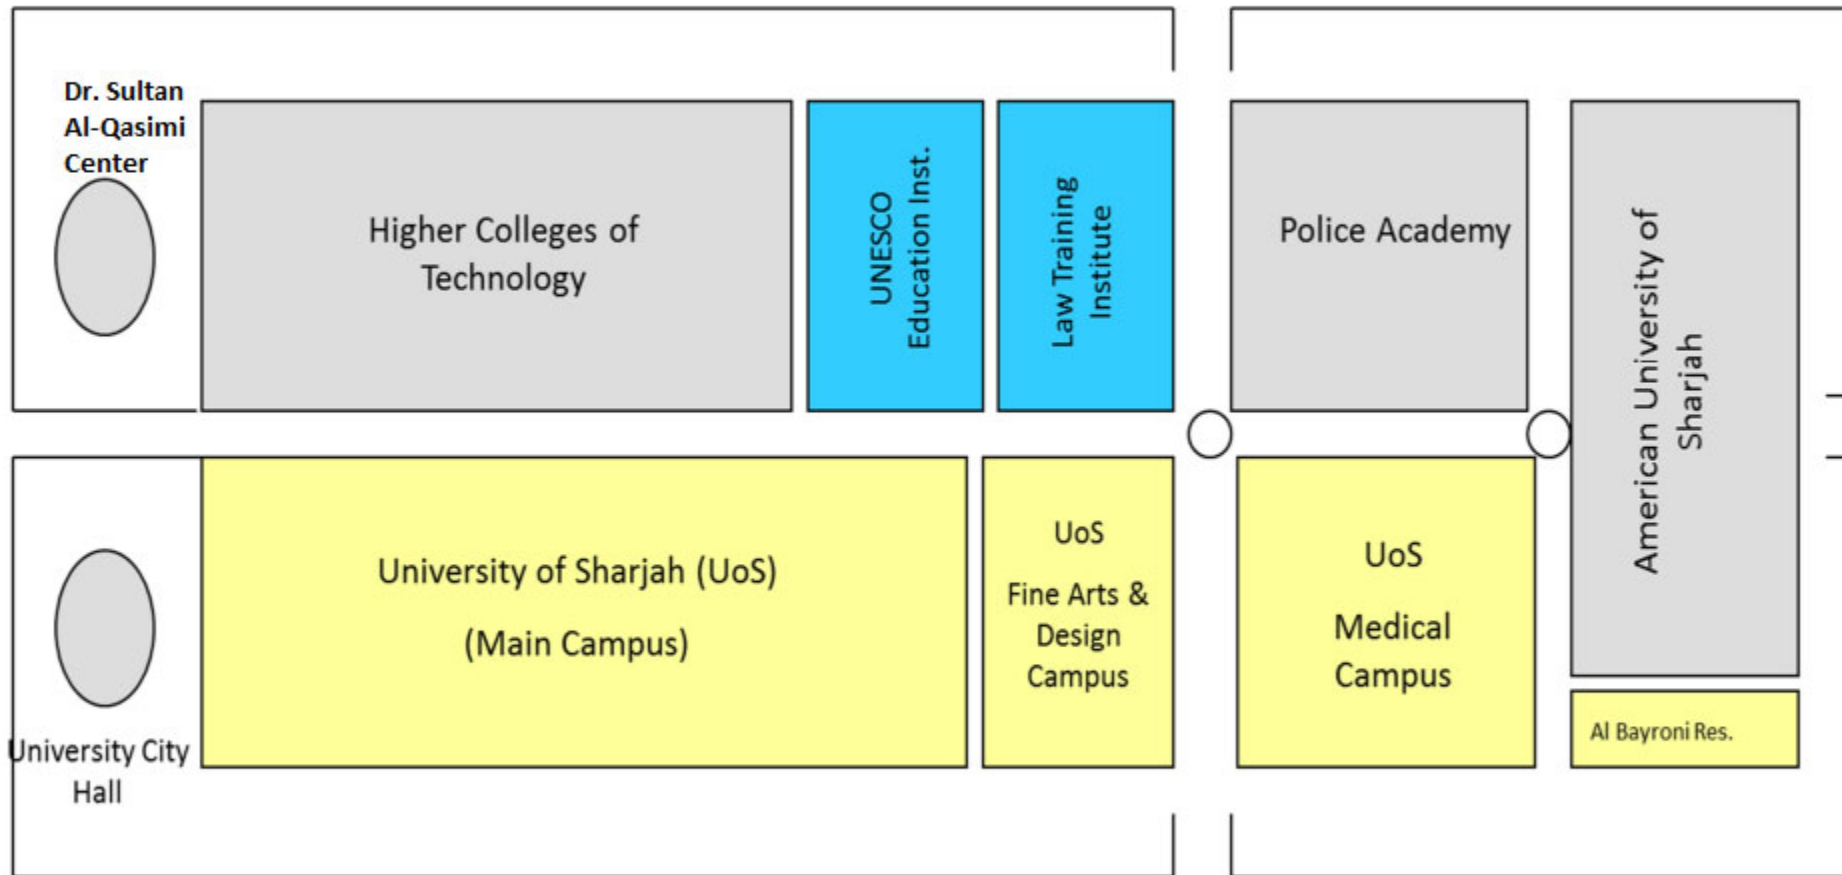 Dr. Sultan
Al-Qasimi
Center
Higher Colleges of
Technology
UNESCO
Education Inst.
Law Training
Institute
Police Academy
American University of
Sharjah
University City
Hall
University of Sharjah (UoS)
(Main Campus)
UoS
Fine Arts &
Design
Campus
UoS
Medical
Campus
Al Bayroni Res.